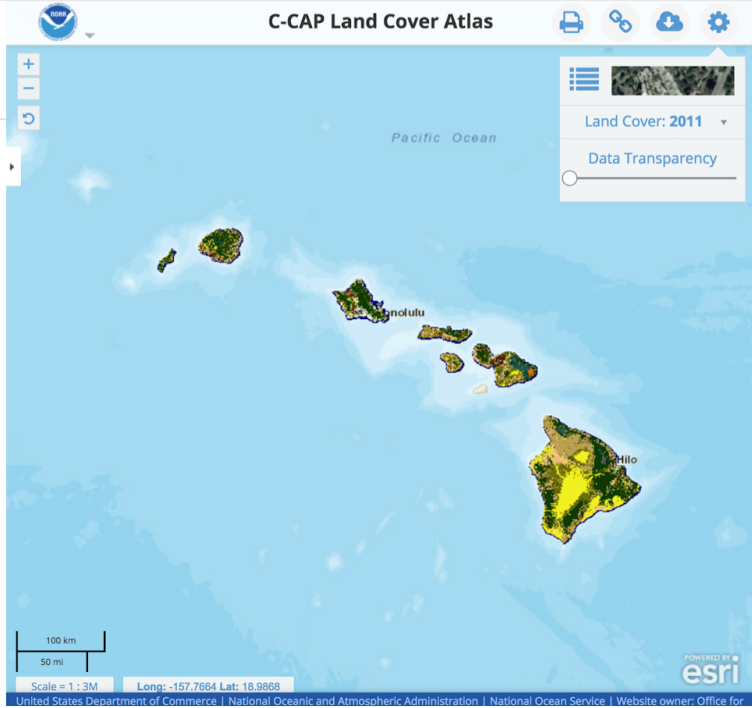 NOAA
C-CAP Land Cover Atlas
+
−
Land Cover: 2011
Data Transparency
Pacific Ocean
onolulu
Hilo
100 km
50 mi
Scale = 1 : 3M
Long: -157.7664 Lat: 18.9868
POWERED BY
esri
United States Department of Commerce | National Oceanic and Atmospheric Administration | National Ocean Service | Website owner: Office for